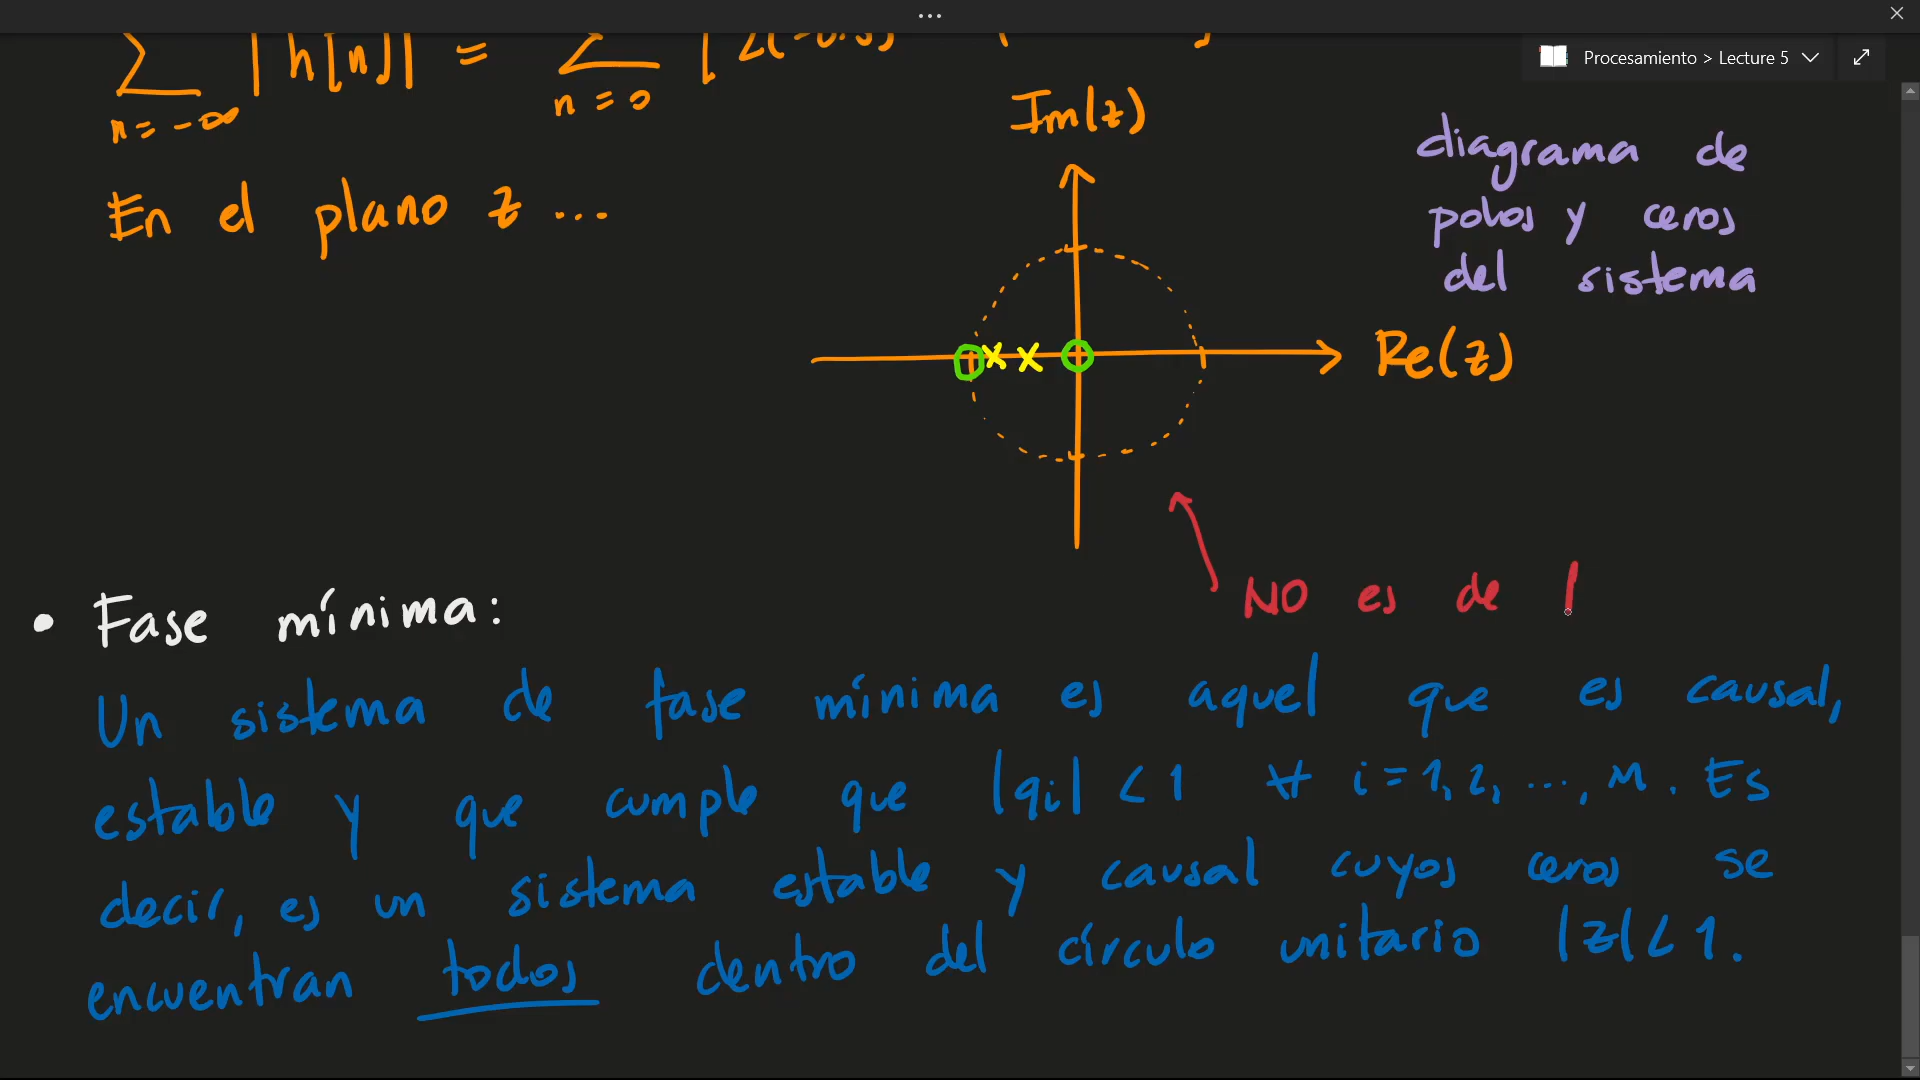 Procesamiento > Lecture 5
∑ |h[n]| = ∑
n = -∞
n = 0
Im(z)
diagrama de
polos y ceros
del sistema
En el plano z ...
Re(z)
NO es de
• Fase mínima:
Un sistema de fase mínima es aquel que es causal,
estable y que cumple que |qi| < 1 ∀ i = 1, 2, ..., M. Es
decir, es un sistema estable y causal cuyos ceros se
encuentran todos dentro del círculo unitario |z| < 1.